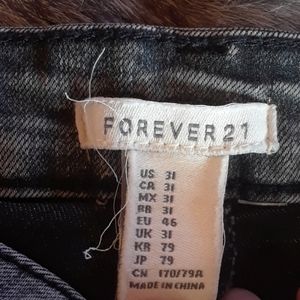 FOREVER 21
US 31
CA 31
MX 31
BR 31
EU 46
UK 31
KR 79
JP 79
CN 170/79A
MADE IN CHINA